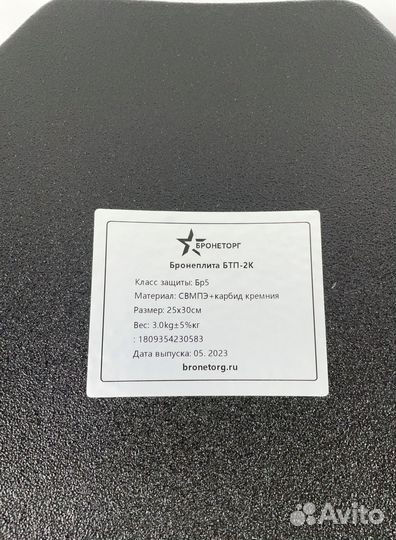 БРОНЕТОРГ
Бронеплита БТП-2К
Класс защиты: Бр5
Материал: СВМПЭ+карбид кремния
Размер: 25х30см
Вес: 3.0kg±5%кг
: 1809354230583
Дата выпуска: 05. 2023
bronetorg.ru
Avito